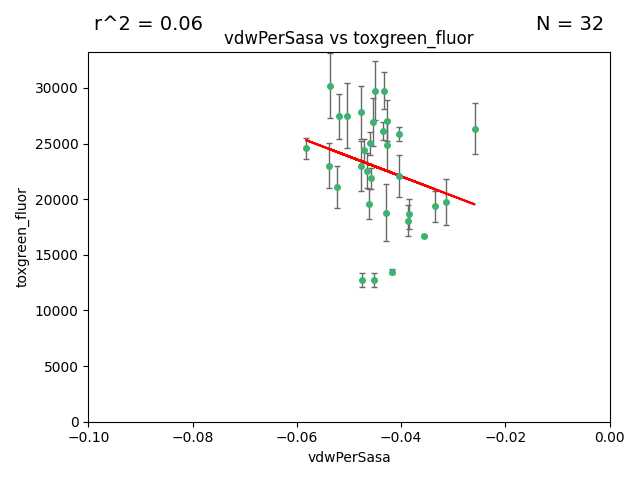 r^2 = 0.06
N = 32
vdwPerSasa vs toxgreen_fluor
toxgreen_fluor
30000
25000
20000
15000
10000
5000
0
−0.10
−0.08
−0.06
−0.04
−0.02
0.00
vdwPerSasa